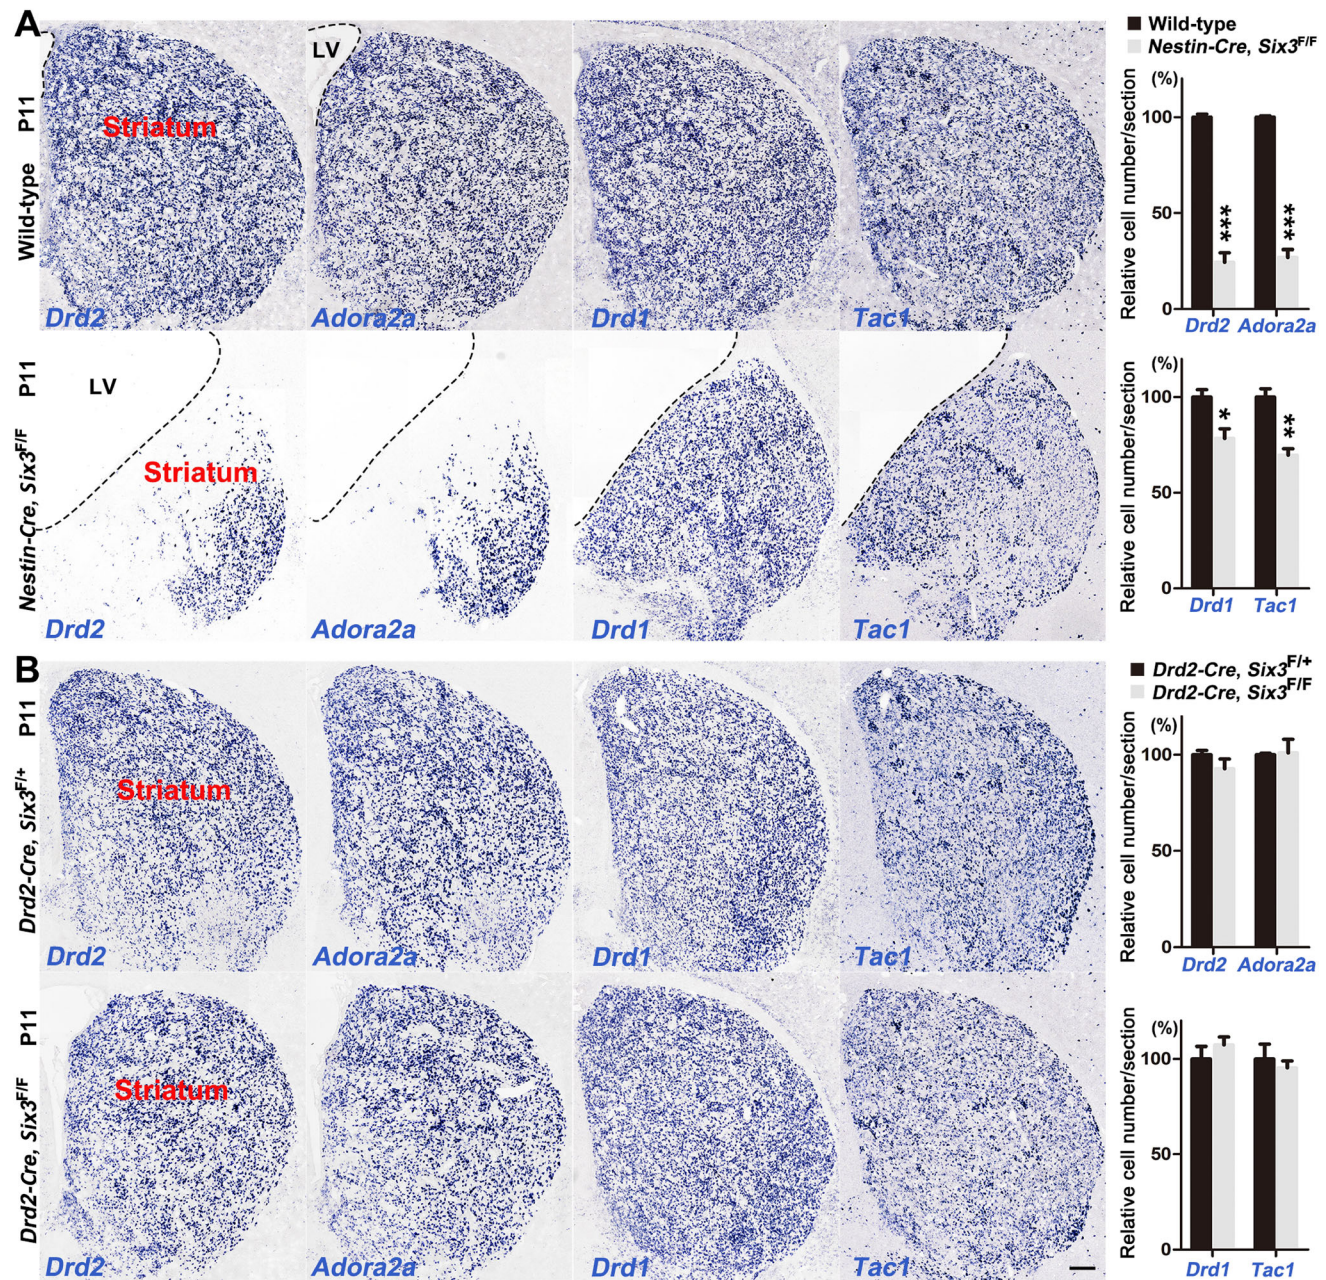 A
LV
Striatum
P11
Wild-type
Drd2
Adora2a
Drd1
Tac1
Wild-type
Nestin-Cre, Six3F/F
(%)
Relative cell number/section
100
50
0
***
***
Drd2
Adora2a
P11
Nestin-Cre, Six3F/F
LV
Striatum
Drd2
Adora2a
Drd1
Tac1
(%)
Relative cell number/section
100
50
0
*
**
Drd1
Tac1
B
P11
Drd2-Cre, Six3F/+
Striatum
Drd2
Adora2a
Drd1
Tac1
Drd2-Cre, Six3F/+
Drd2-Cre, Six3F/F
(%)
Relative cell number/section
100
50
0
Drd2
Adora2a
P11
Drd2-Cre, Six3F/F
Striatum
Drd2
Adora2a
Drd1
Tac1
(%)
Relative cell number/section
100
50
0
Drd1
Tac1